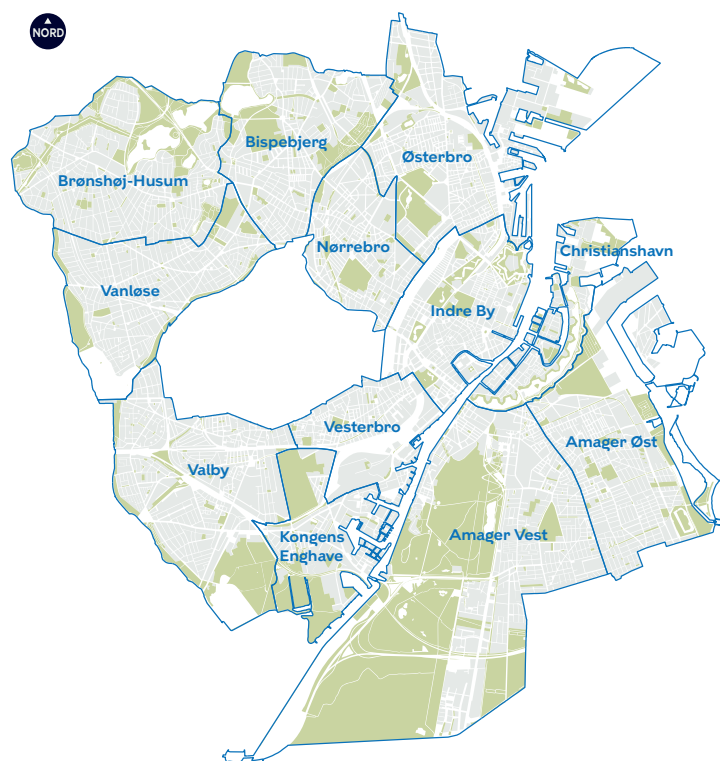 NORD
Bispebjerg
Østerbro
Brønshøj-Husum
Nørrebro
Christianshavn
Vanløse
Indre By
Vesterbro
Amager Øst
Valby
Kongens
Enghave
Amager Vest